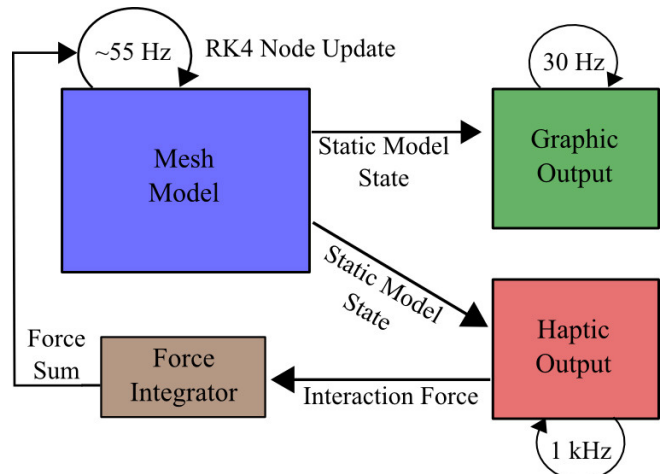 ~55 Hz
RK4 Node Update
30 Hz
Mesh
Model
Static Model
State
Graphic
Output
Static Model
State
Haptic
Output
Force
Sum
Force
Integrator
Interaction Force
1 kHz